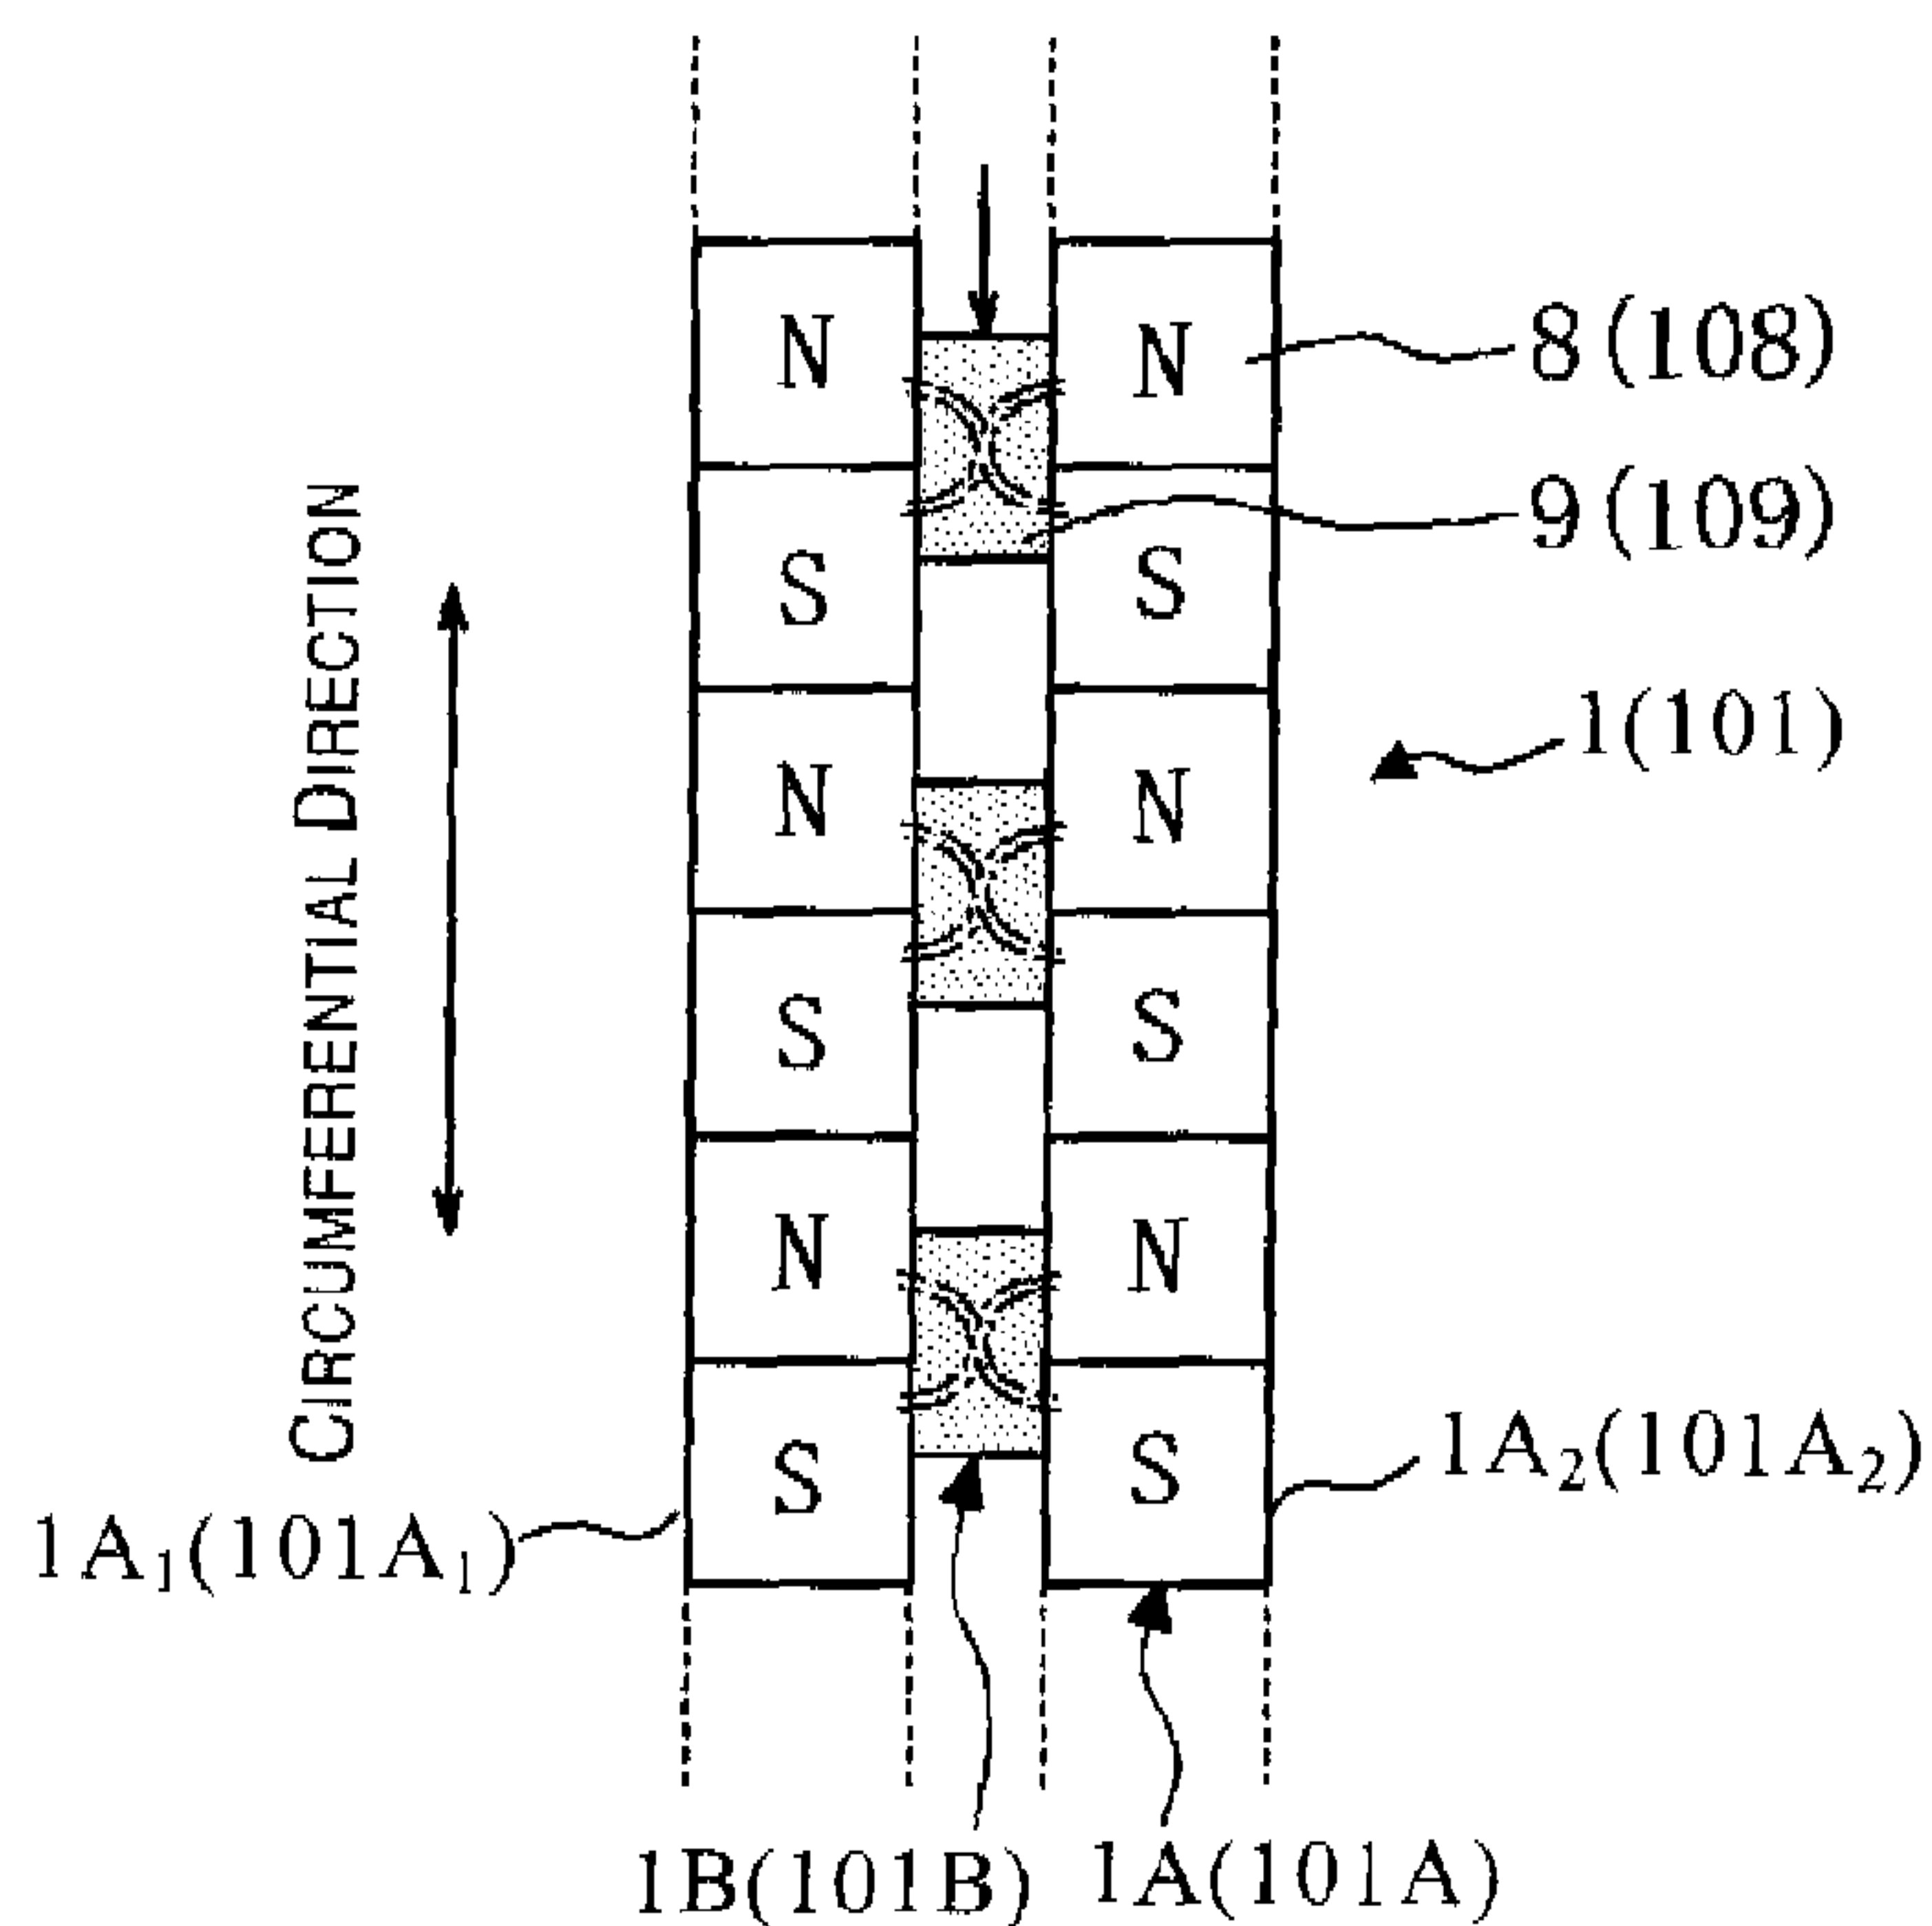 N N
8 (108)
9 (109)
S S
1(101)
N N
S S
N N
S S
CIRCUMFERENTIAL DIRECTION
1A₂(101A₂)
1A₁(101A₁)
1B(101B) 1A(101A)